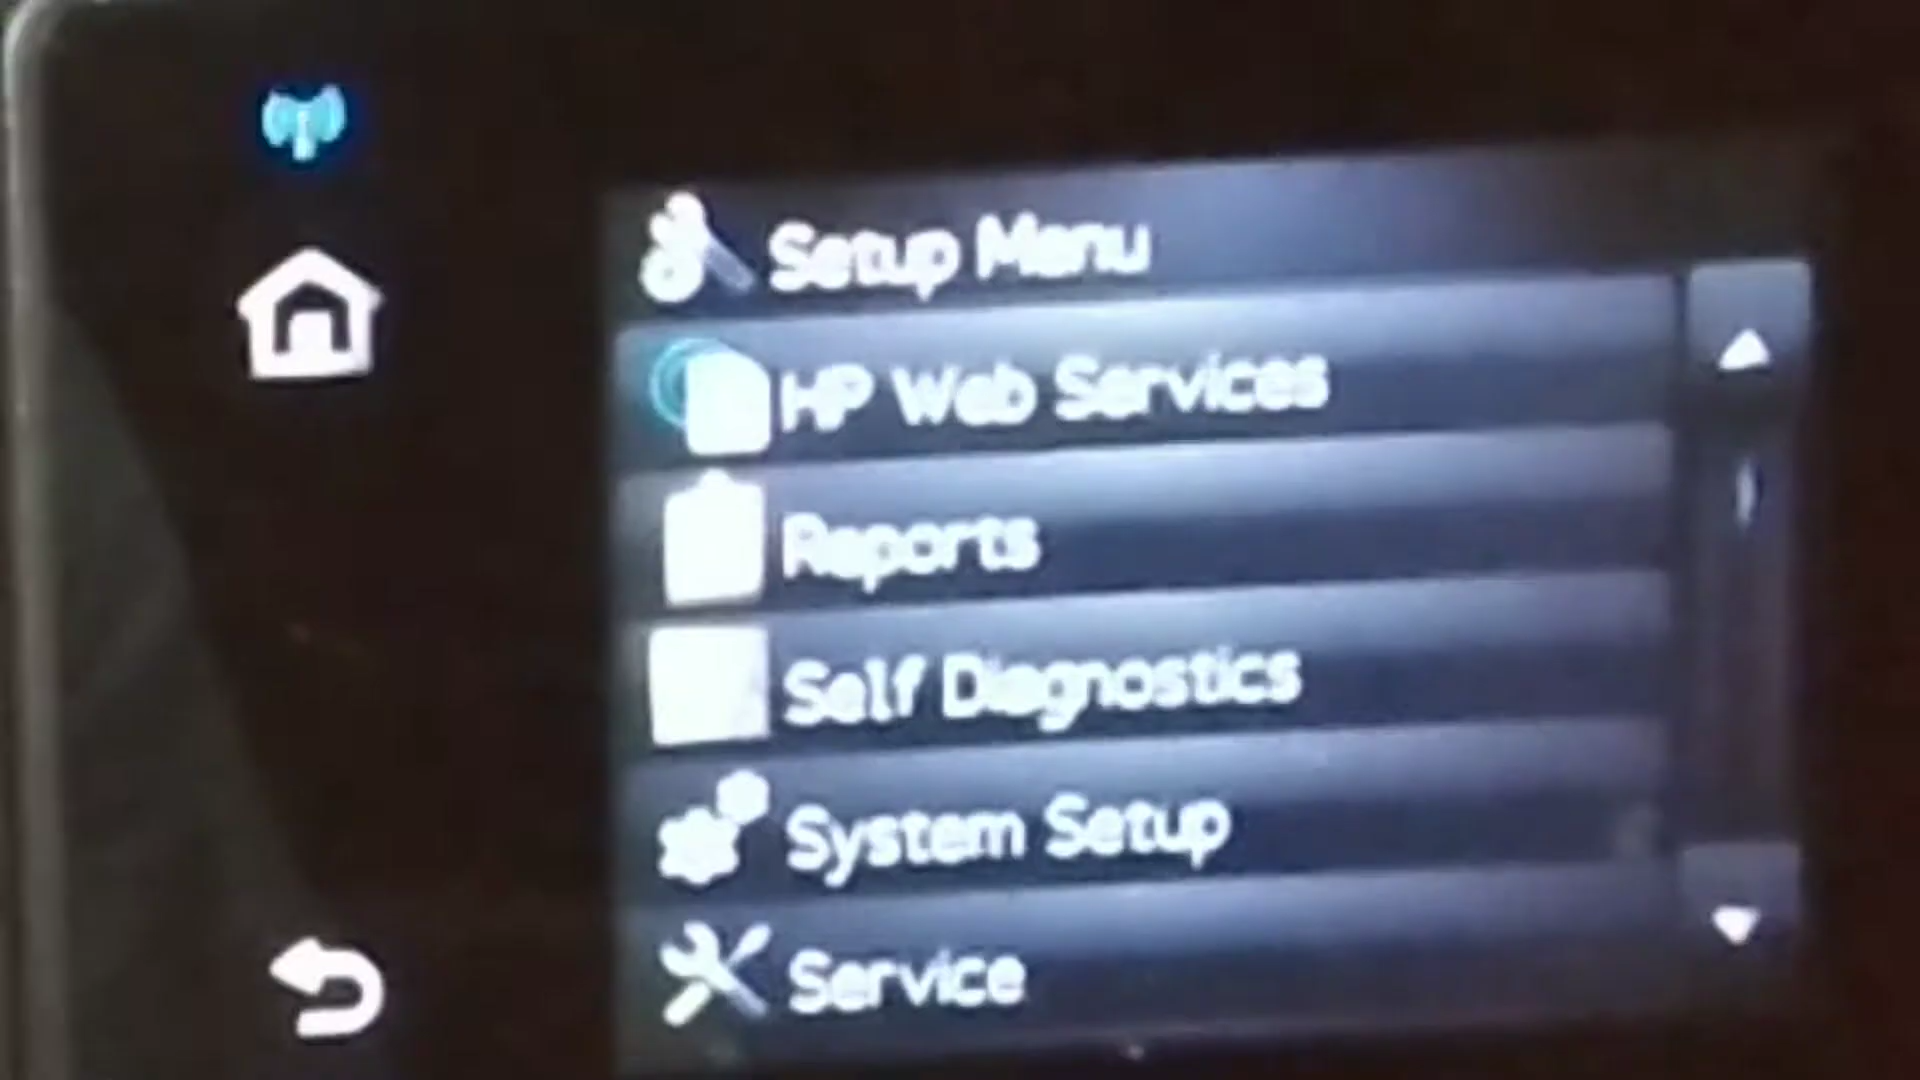 Setup Menu
HP Web Services
Reports
Self Diagnostics
System Setup
Service